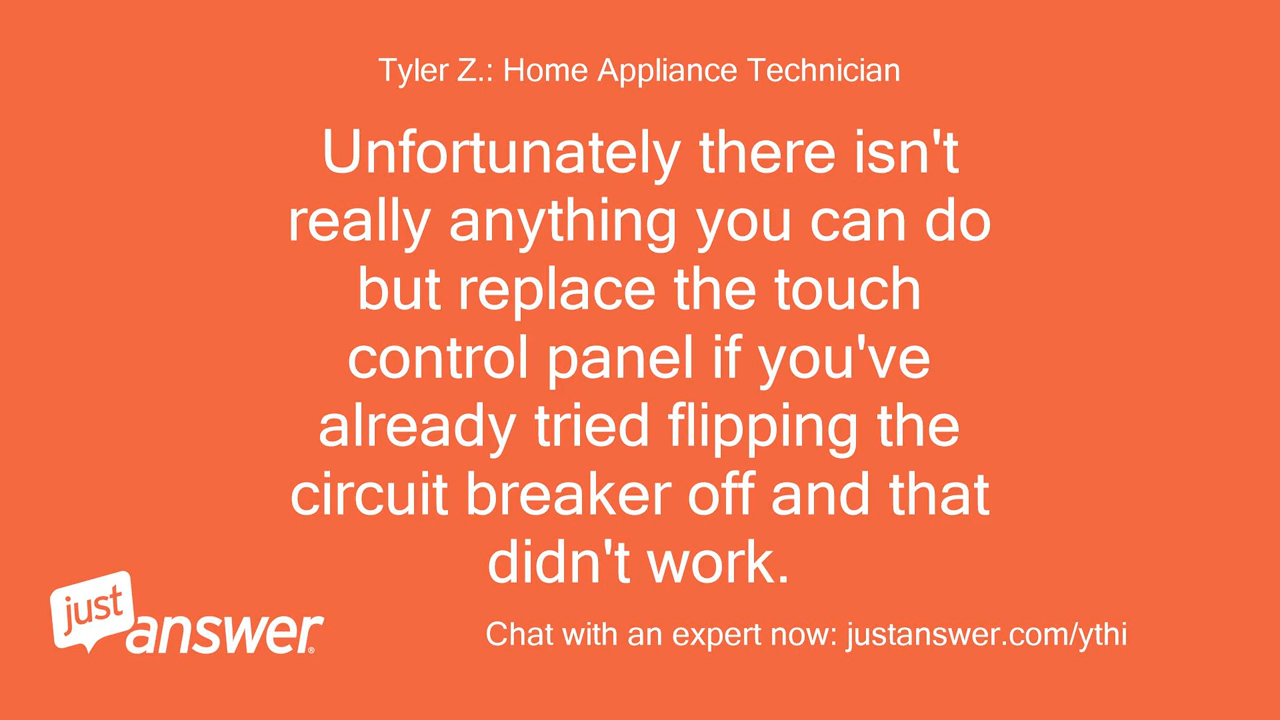 Tyler Z.: Home Appliance Technician
Unfortunately there isn't
really anything you can do
but replace the touch
control panel if you've
already tried flipping the
circuit breaker off and that
didn't work.
just
answer®
Chat with an expert now: justanswer.com/ythi